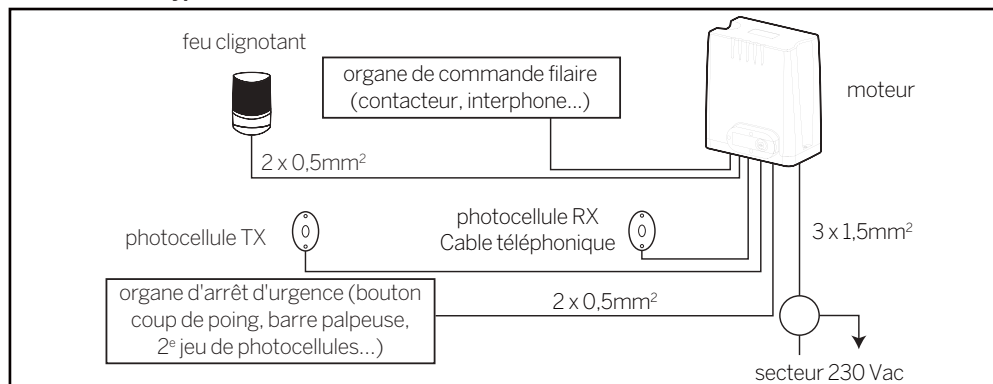 feu clignotant
organe de commande filaire
(contacteur, interphone...)
moteur
2 x 0,5mm²
photocellule TX
photocellule RX
Cable téléphonique
3 x 1,5mm²
organe d'arrêt d'urgence (bouton
coup de poing, barre palpeuse,
2e jeu de photocellules...)
2 x 0,5mm²
secteur 230 Vac